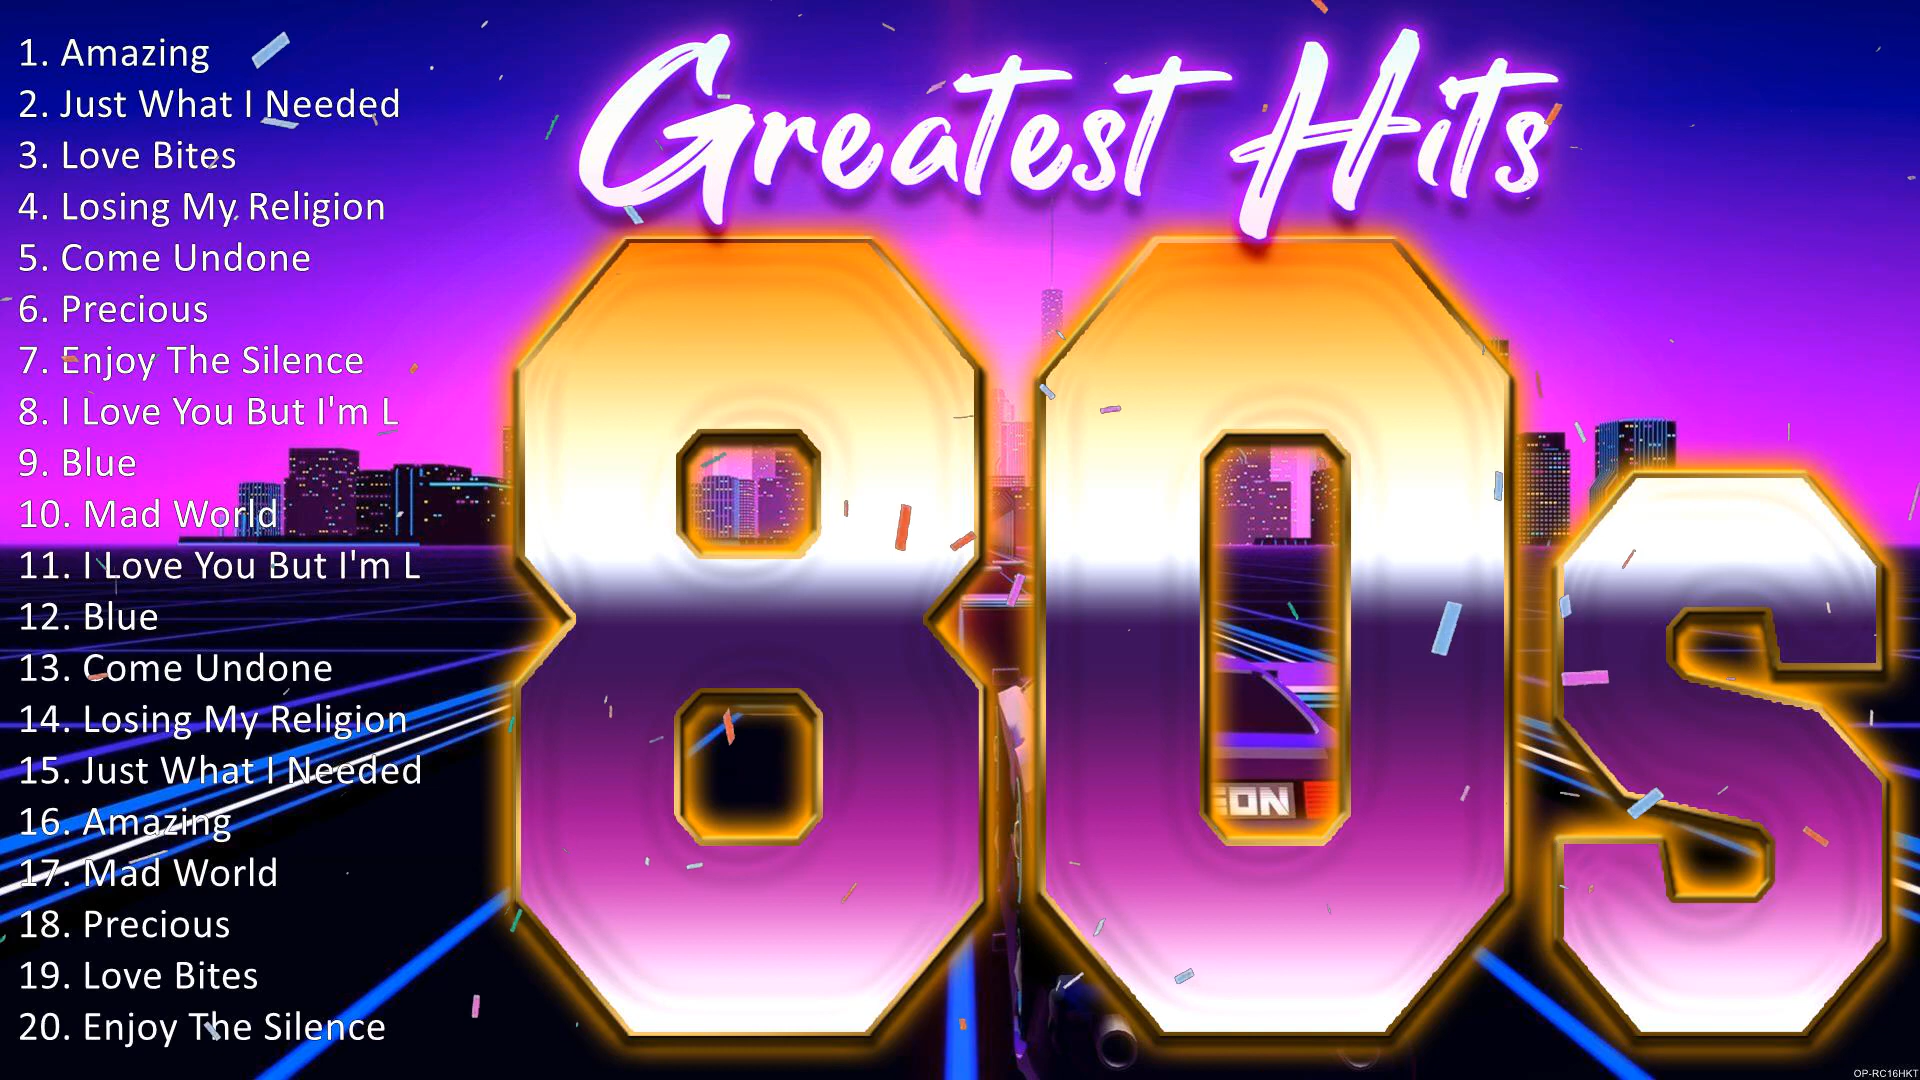 Greatest Hits
80s
1. Amazing
2. Just What I Needed
3. Love Bites
4. Losing My Religion
5. Come Undone
6. Precious
7. Enjoy The Silence
8. I Love You But I'm L
9. Blue
10. Mad World
11. I Love You But I'm L
12. Blue
13. Come Undone
14. Losing My Religion
15. Just What I Needed
16. Amazing
17. Mad World
18. Precious
19. Love Bites
20. Enjoy The Silence
EON
OP-RC16HKT